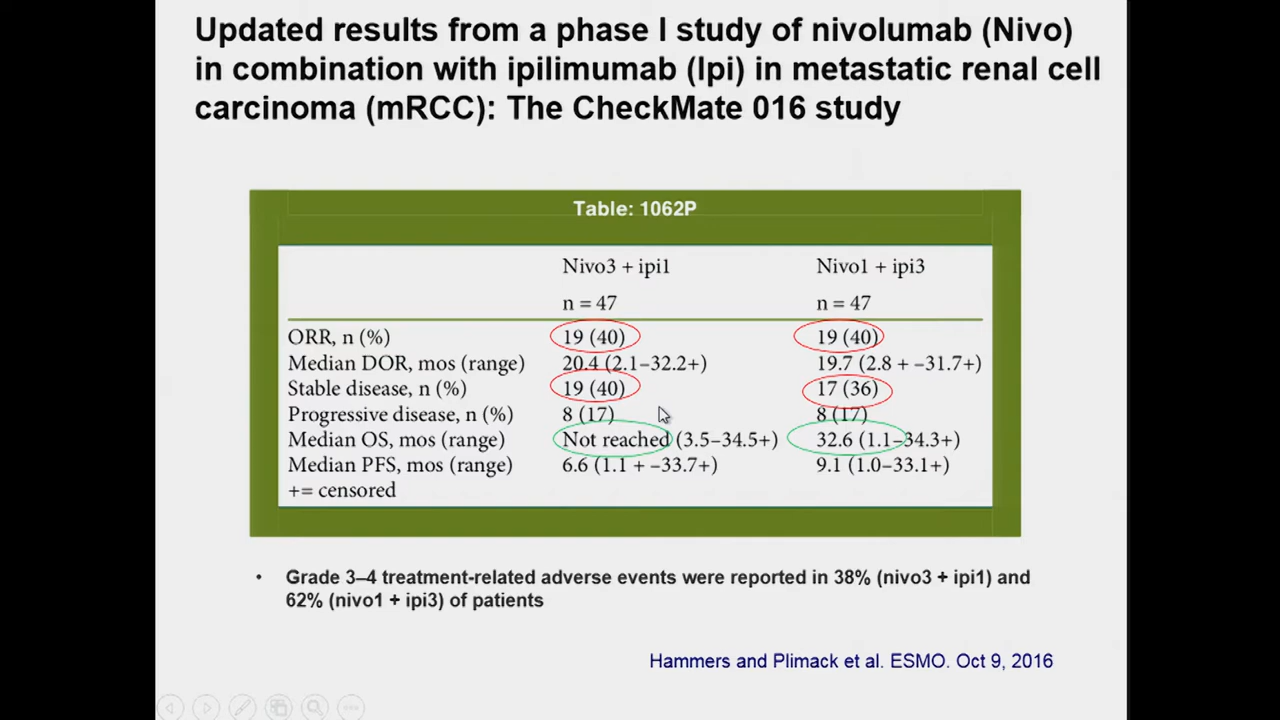 Updated results from a phase I study of nivolumab (Nivo)
in combination with ipilimumab (Ipi) in metastatic renal cell
carcinoma (mRCC): The CheckMate 016 study
Table: 1062P
Nivo3 + ipi1 Nivo1 + ipi3
n = 47 n = 47
ORR, n (%) 19 (40) 19 (40)
Median DOR, mos (range) 20.4 (2.1–32.2+) 19.7 (2.8 + –31.7+)
Stable disease, n (%) 19 (40) 17 (36)
Progressive disease, n (%) 8 (17) 8 (17)
Median OS, mos (range) Not reached (3.5–34.5+) 32.6 (1.1–34.3+)
Median PFS, mos (range) 6.6 (1.1 + –33.7+) 9.1 (1.0–33.1+)
+= censored
• Grade 3–4 treatment-related adverse events were reported in 38% (nivo3 + ipi1) and
62% (nivo1 + ipi3) of patients
Hammers and Plimack et al. ESMO. Oct 9, 2016